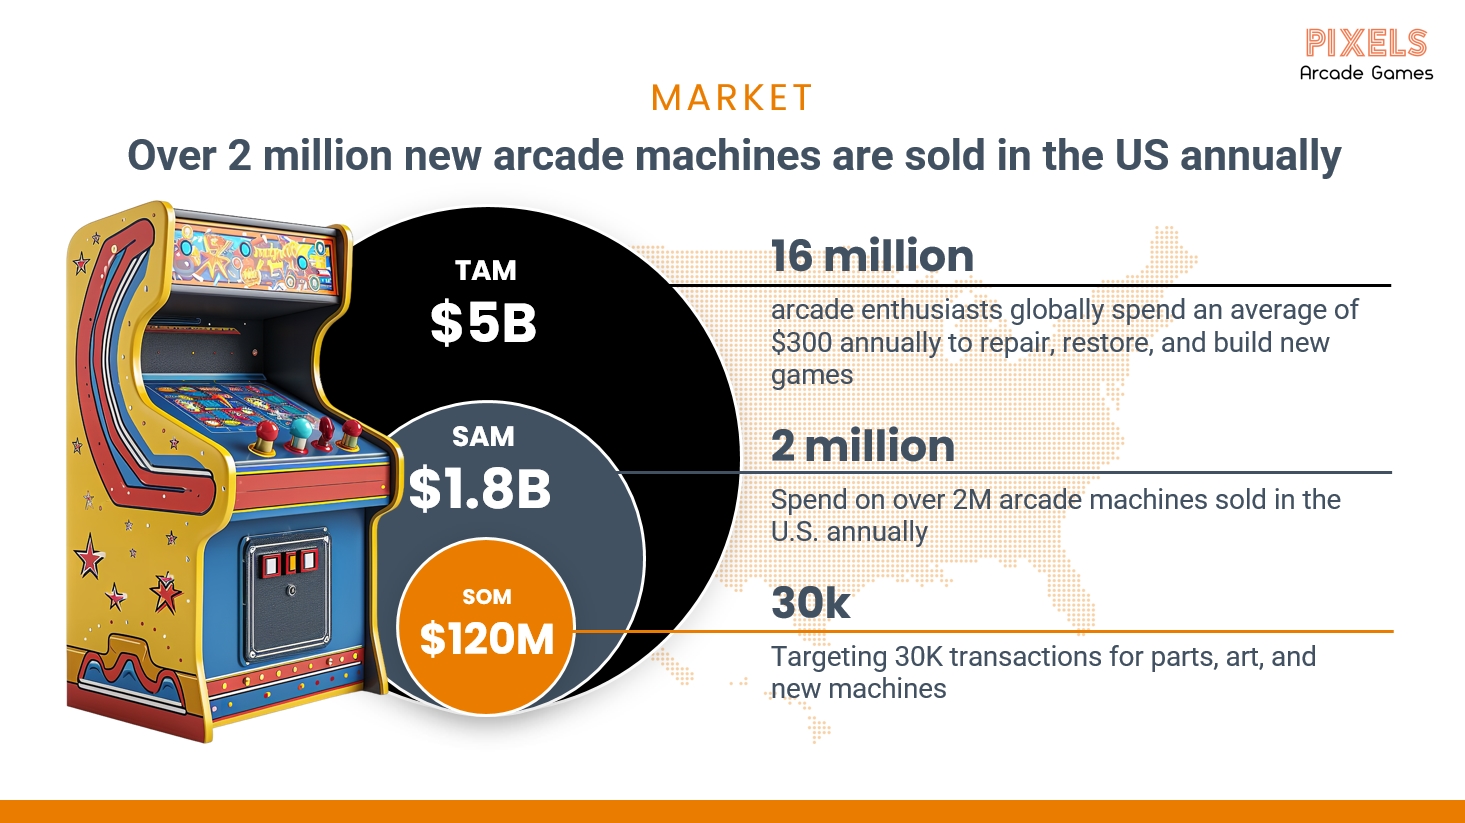 PIXELS
Arcade Games
MARKET
Over 2 million new arcade machines are sold in the US annually
TAM
$5B
SAM
$1.8B
SOM
$120M
16 million
arcade enthusiasts globally spend an average of
$300 annually to repair, restore, and build new
games
2 million
Spend on over 2M arcade machines sold in the
U.S. annually
30k
Targeting 30K transactions for parts, art, and
new machines